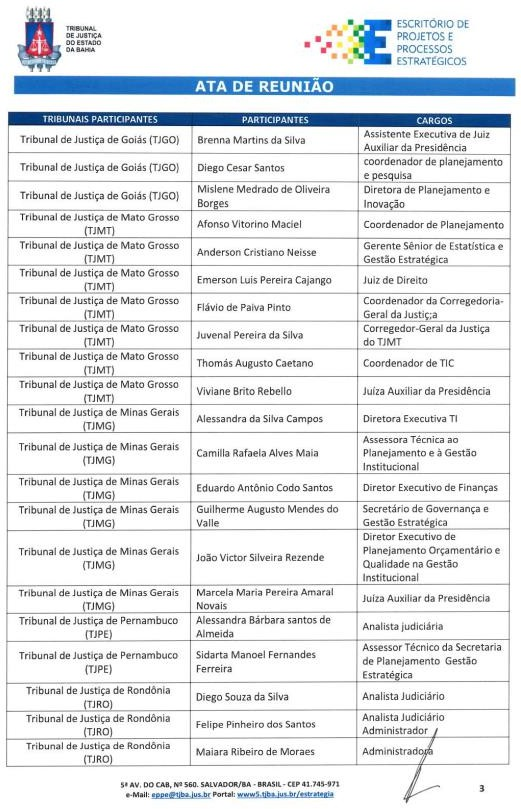 TRIBUNAL
DE JUSTIÇA
DO ESTADO
DA BAHIA
ESCRITÓRIO DE
PROJETOS E
PROCESSOS
ESTRATÉGICOS
ATA DE REUNIÃO
TRIBUNAIS PARTICIPANTES PARTICIPANTES CARGOS
Tribunal de Justiça de Goiás (TJGO) Brenna Martins da Silva Assistente Executiva de Juiz
Auxiliar da Presidência
Tribunal de Justiça de Goiás (TJGO) Diego Cesar Santos coordenador de planejamento
e pesquisa
Tribunal de Justiça de Goiás (TJGO) Mislene Medrado de Oliveira
Borges Diretora de Planejamento e
Inovação
Tribunal de Justiça de Mato Grosso
(TJMT) Afonso Vitorino Maciel Coordenador de Planejamento
Tribunal de Justiça de Mato Grosso
(TJMT) Anderson Cristiano Neisse Gerente Sênior de Estatística e
Gestão Estratégica
Tribunal de Justiça de Mato Grosso
(TJMT) Emerson Luis Pereira Cajango Juiz de Direito
Tribunal de Justiça de Mato Grosso
(TJMT) Flávio de Paiva Pinto Coordenador da Corregedoria-
Geral da Justiç;a
Tribunal de Justiça de Mato Grosso
(TJMT) Juvenal Pereira da Silva Corregedor-Geral da Justiça
do TJMT
Tribunal de Justiça de Mato Grosso
(TJMT) Thomás Augusto Caetano Coordenador de TIC
Tribunal de Justiça de Mato Grosso
(TJMT) Viviane Brito Rebello Juíza Auxiliar da Presidência
Tribunal de Justiça de Minas Gerais
(TJMG) Alessandra da Silva Campos Diretora Executiva TI
Tribunal de Justiça de Minas Gerais
(TJMG) Camilla Rafaela Alves Maia Assessora Técnica ao
Planejamento e à Gestão
Institucional
Tribunal de Justiça de Minas Gerais
(TJMG) Eduardo Antônio Codo Santos Diretor Executivo de Finanças
Tribunal de Justiça de Minas Gerais
(TJMG) Guilherme Augusto Mendes do
Valle Secretário de Governança e
Gestão Estratégica
Tribunal de Justiça de Minas Gerais
(TJMG) João Victor Silveira Rezende Diretor Executivo de
Planejamento Orçamentário e
Qualidade na Gestão
Institucional
Tribunal de Justiça de Minas Gerais
(TJMG) Marcela Maria Pereira Amaral
Novais Juíza Auxiliar da Presidência
Tribunal de Justiça de Pernambuco
(TJPE) Alessandra Bárbara santos de
Almeida Analista judiciária
Tribunal de Justiça de Pernambuco
(TJPE) Sidarta Manoel Fernandes
Ferreira Assessor Técnico da Secretaria
de Planejamento Gestão
Estratégica
Tribunal de Justiça de Rondônia
(TJRO) Diego Souza da Silva Analista Judiciário
Tribunal de Justiça de Rondônia
(TJRO) Felipe Pinheiro dos Santos Analista Judiciário
Administrador
Tribunal de Justiça de Rondônia
(TJRO) Maiara Ribeiro de Moraes Administradora
5ª AV. DO CAB, Nº 560. SALVADOR/BA - BRASIL - CEP 41.745-971
e-Mail: eppe@tjba.jus.br Portal: www5.tjba.jus.br/estrategia
3